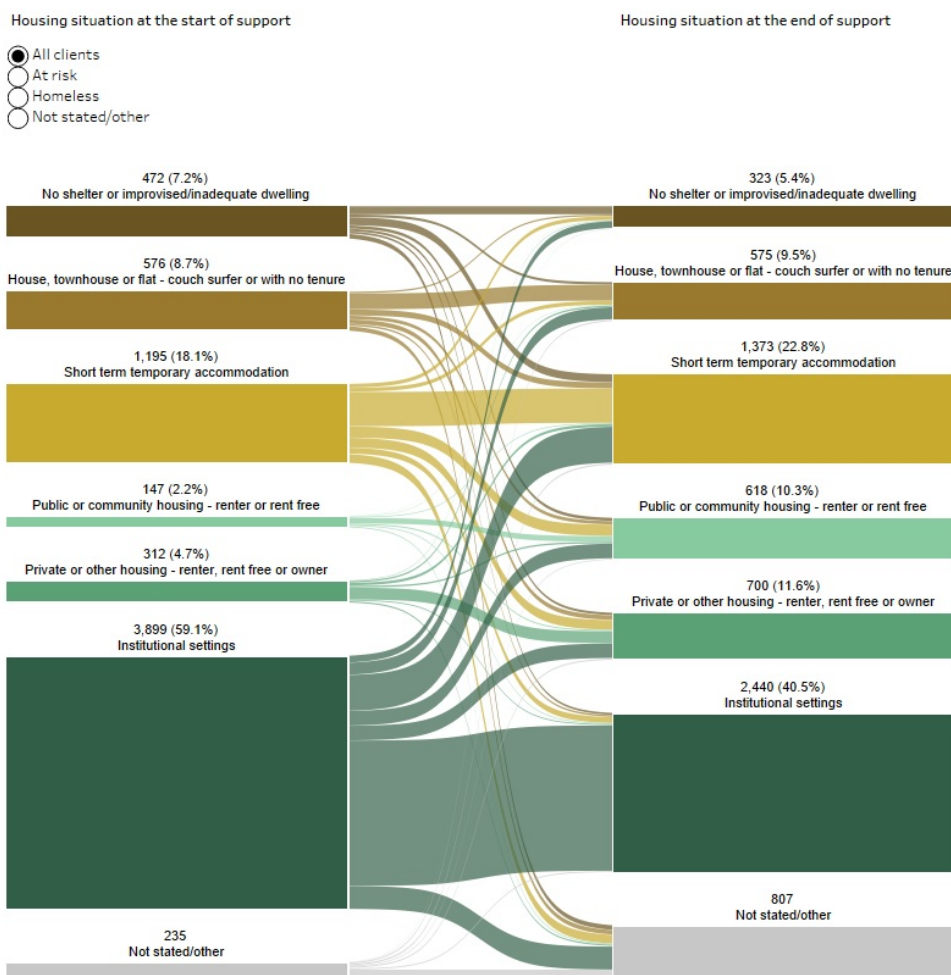 Housing situation at the start of support
Housing situation at the end of support
All clients
At risk
Homeless
Not stated/other
472 (7.2%)
No shelter or improvised/inadequate dwelling
576 (8.7%)
House, townhouse or flat - couch surfer or with no tenure
1,195 (18.1%)
Short term temporary accommodation
147 (2.2%)
Public or community housing - renter or rent free
312 (4.7%)
Private or other housing - renter, rent free or owner
3,899 (59.1%)
Institutional settings
235
Not stated/other
323 (5.4%)
No shelter or improvised/inadequate dwelling
575 (9.5%)
House, townhouse or flat - couch surfer or with no tenure
1,373 (22.8%)
Short term temporary accommodation
618 (10.3%)
Public or community housing - renter or rent free
700 (11.6%)
Private or other housing - renter, rent free or owner
2,440 (40.5%)
Institutional settings
807
Not stated/other